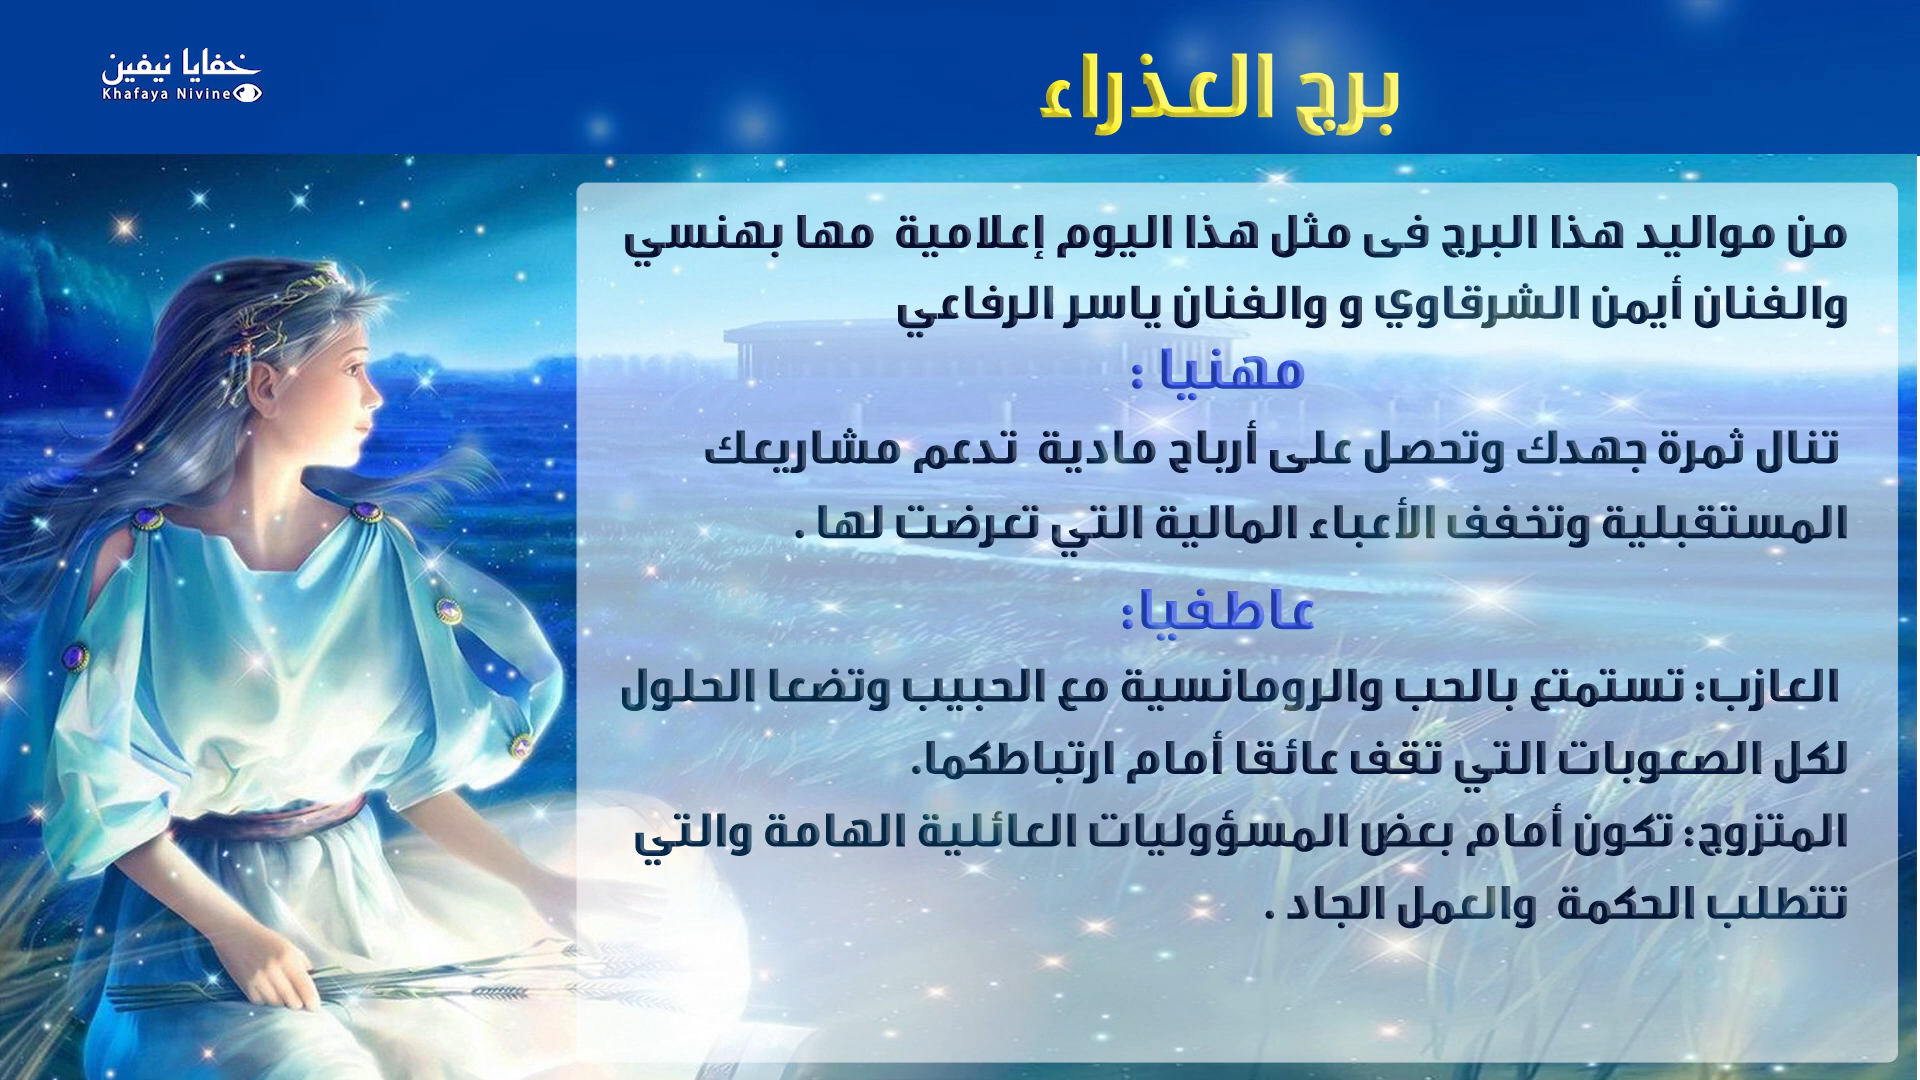 خفايا نيفين
Khafaya Nivine
برج العذراء
من مواليد هذا البرج فى مثل هذا اليوم إعلامية مها بهنسي
والفنان أيمن الشرقاوي و والفنان ياسر الرفاعي
مهنيا :
تنال ثمرة جهدك وتحصل على أرباح مادية تدعم مشاريعك
المستقبلية وتخفف الأعباء المالية التي تعرضت لها .
عاطفيا:
العازب: تستمتع بالحب والرومانسية مع الحبيب وتضعا الحلول
لكل الصعوبات التي تقف عائقا أمام ارتباطكما.
المتزوج: تكون أمام بعض المسؤوليات العائلية الهامة والتي
تتطلب الحكمة والعمل الجاد .